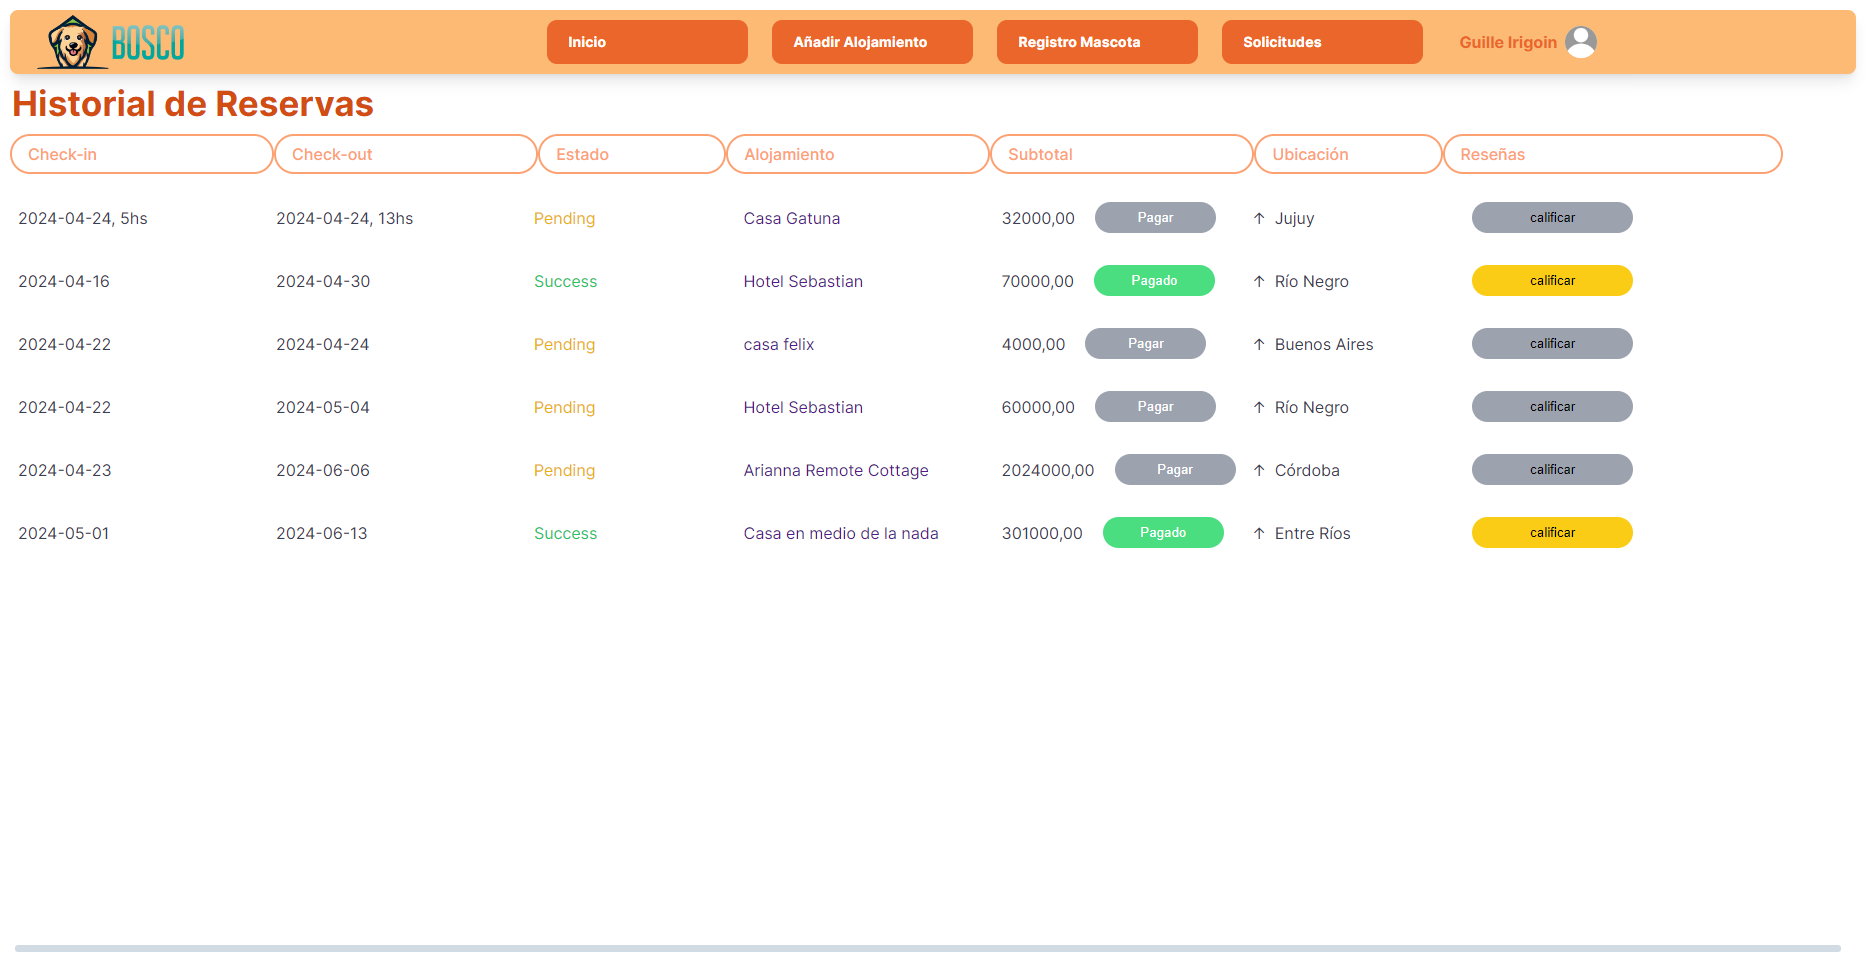 BOSCO Inicio Añadir Alojamiento Registro Mascota Solicitudes Guille Irigoin
Historial de Reservas
Check-in Check-out Estado Alojamiento Subtotal Ubicación Reseñas
2024-04-24, 5hs 2024-04-24, 13hs Pending Casa Gatuna 32000,00 Pagar ↑ Jujuy calificar
2024-04-16 2024-04-30 Success Hotel Sebastian 70000,00 Pagado ↑ Río Negro calificar
2024-04-22 2024-04-24 Pending casa felix 4000,00 Pagar ↑ Buenos Aires calificar
2024-04-22 2024-05-04 Pending Hotel Sebastian 60000,00 Pagar ↑ Río Negro calificar
2024-04-23 2024-06-06 Pending Arianna Remote Cottage 2024000,00 Pagar ↑ Córdoba calificar
2024-05-01 2024-06-13 Success Casa en medio de la nada 301000,00 Pagado ↑ Entre Ríos calificar